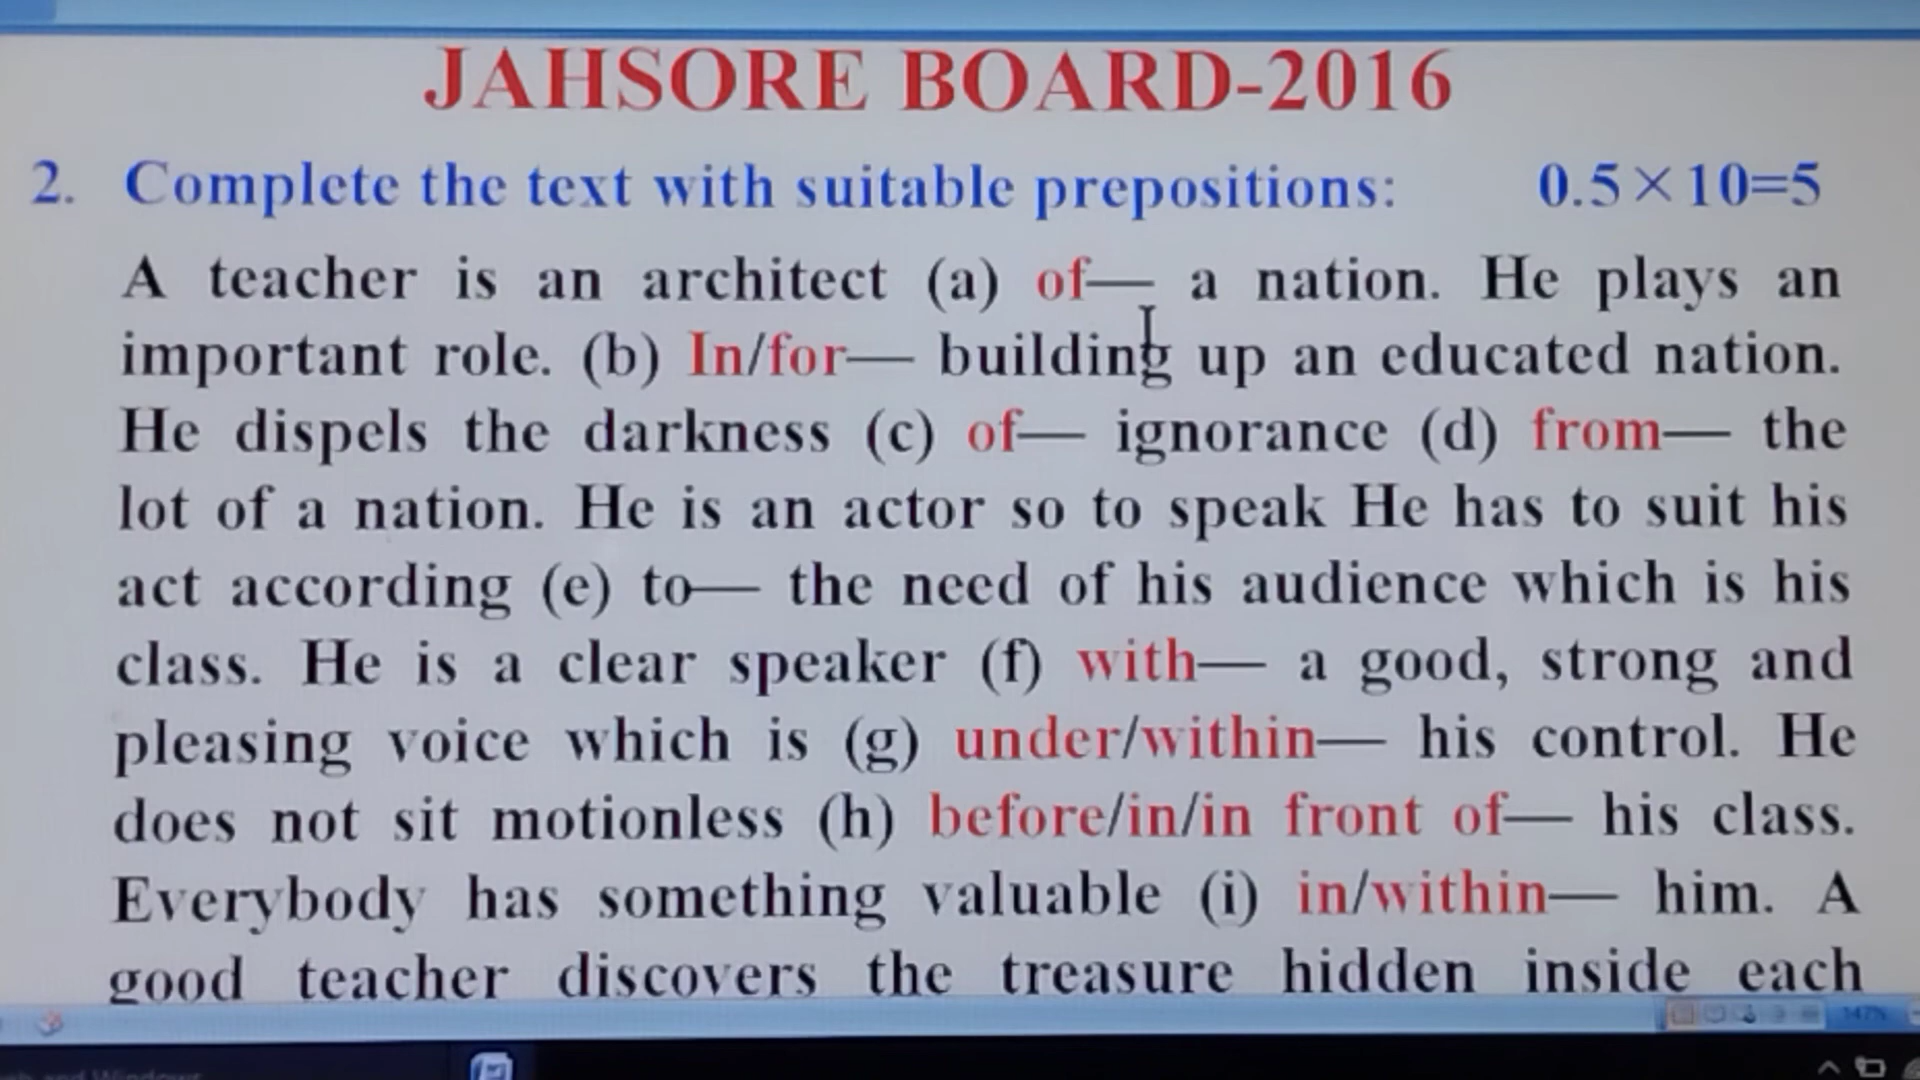 JAHSORE BOARD-2016
2. Complete the text with suitable prepositions: 0.5×10=5
A teacher is an architect (a) of— a nation. He plays an
important role. (b) In/for— building up an educated nation.
He dispels the darkness (c) of— ignorance (d) from— the
lot of a nation. He is an actor so to speak He has to suit his
act according (e) to— the need of his audience which is his
class. He is a clear speaker (f) with— a good, strong and
pleasing voice which is (g) under/within— his control. He
does not sit motionless (h) before/in/in front of— his class.
Everybody has something valuable (i) in/within— him. A
good teacher discovers the treasure hidden inside each
147%
and Windows